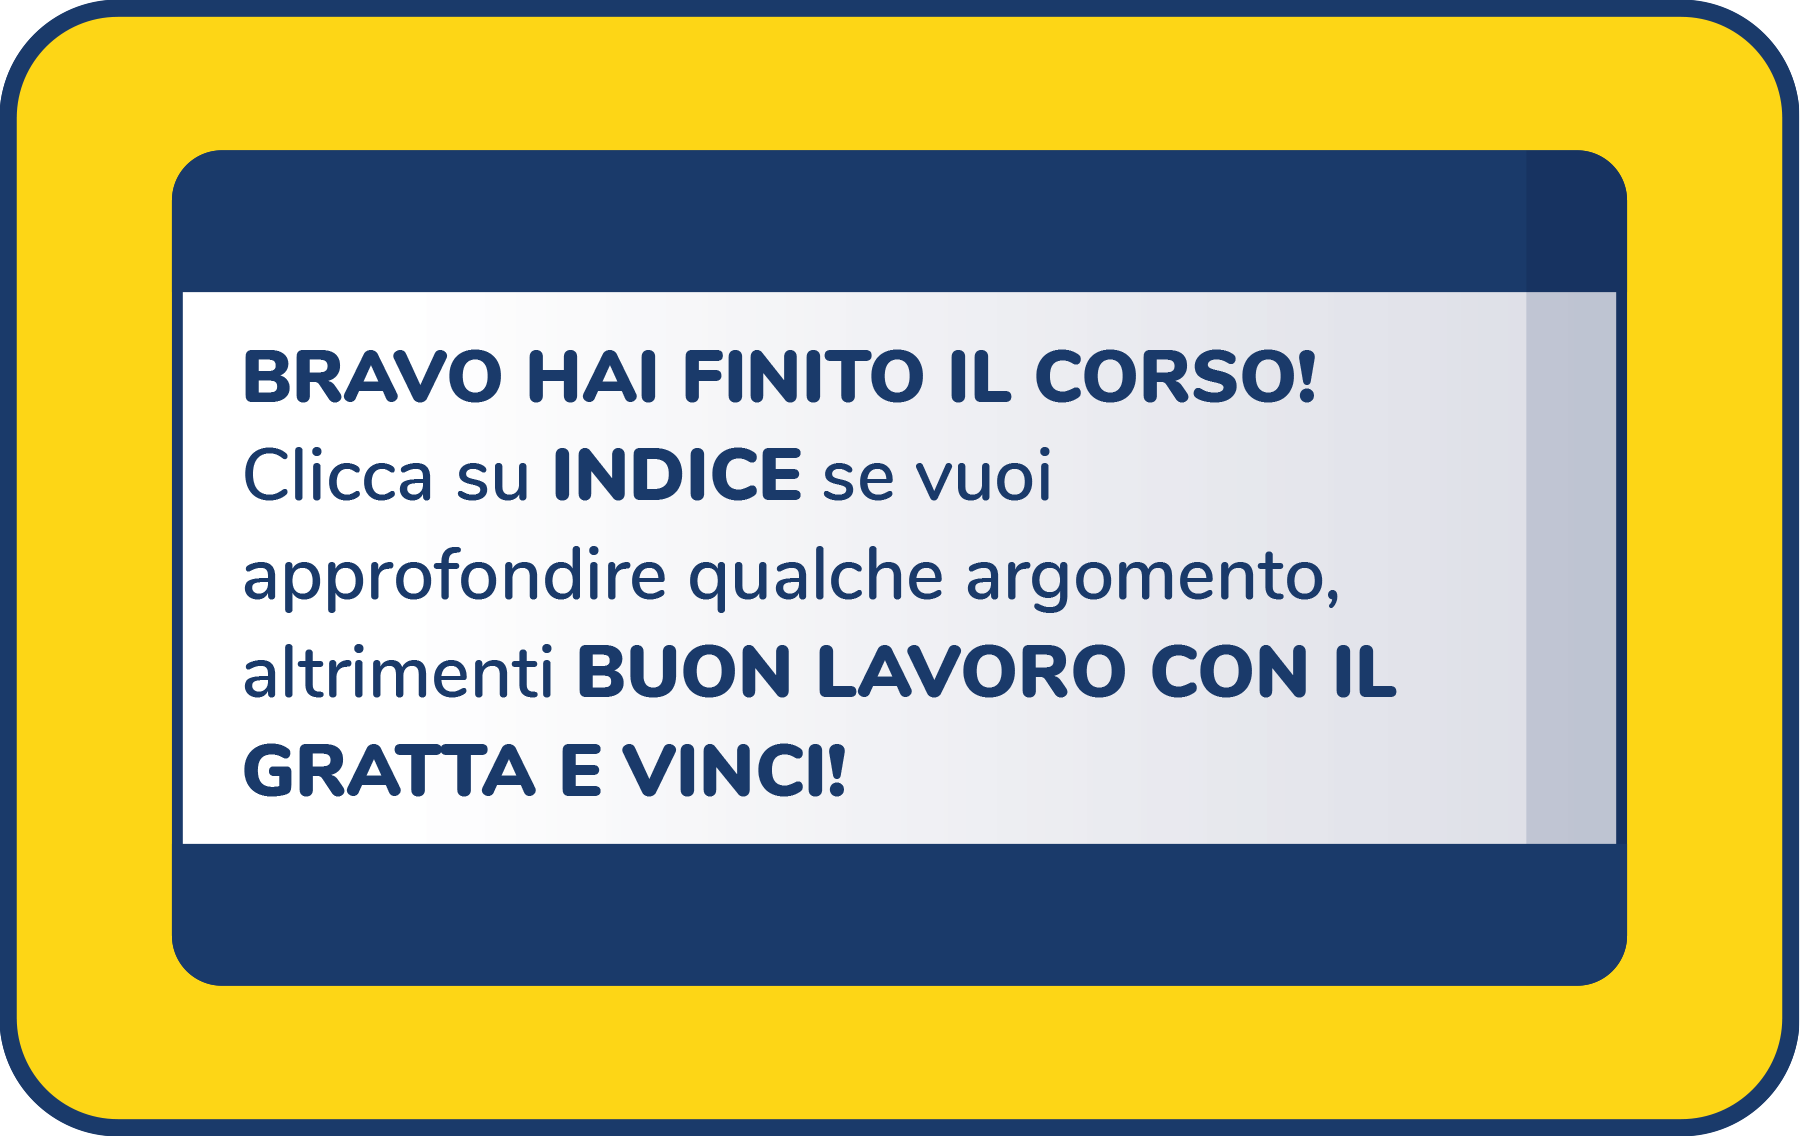 BRAVO HAI FINITO IL CORSO!
Clicca su INDICE se vuoi
approfondire qualche argomento,
altrimenti BUON LAVORO CON IL
GRATTA E VINCI!